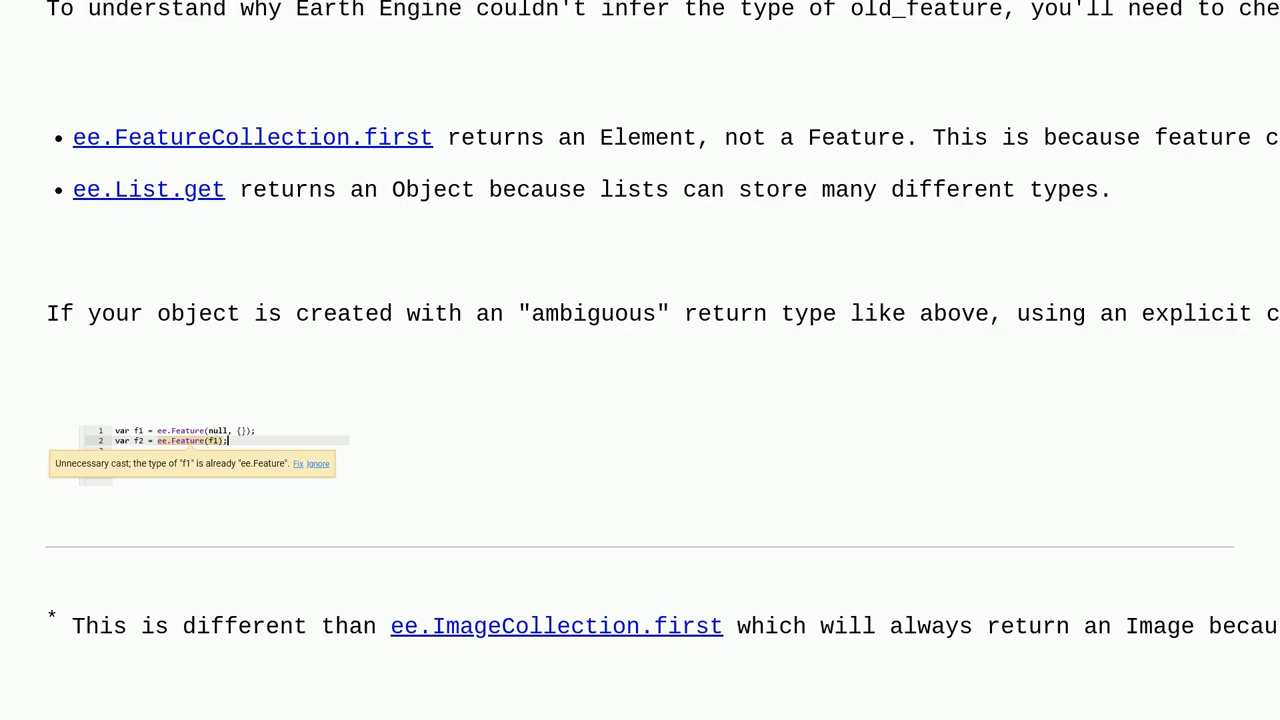 To understand why Earth Engine couldn't infer the type of old_feature, you'll need to che
• ee.FeatureCollection.first returns an Element, not a Feature. This is because feature c
• ee.List.get returns an Object because lists can store many different types.
If your object is created with an "ambiguous" return type like above, using an explicit c
1 var f1 = ee.Feature(null, {});
2 var f2 = ee.Feature(f1);
Unnecessary cast; the type of "f1" is already "ee.Feature". Fix Ignore
* This is different than ee.ImageCollection.first which will always return an Image becau